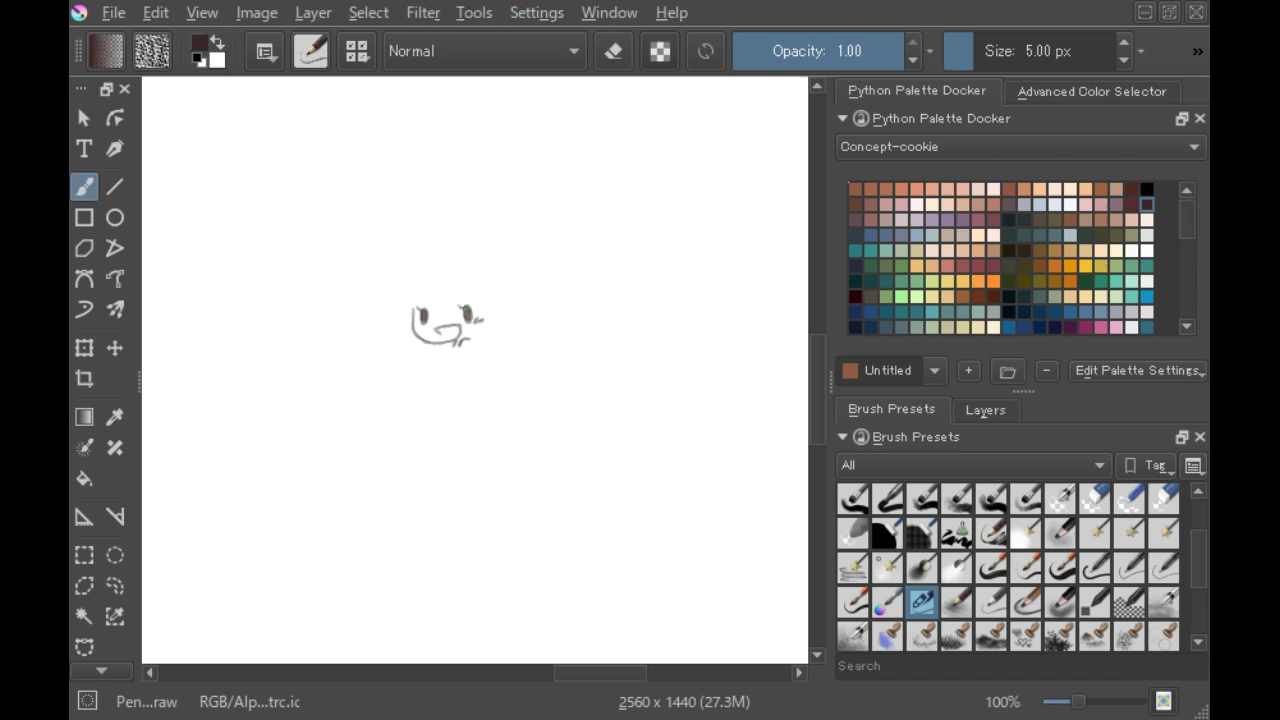 File Edit View Image Layer Select Filter Tools Settings Window Help
Normal Opacity: 1.00 Size: 5.00 px »
Python Palette Docker Advanced Color Selector
Python Palette Docker
Concept-cookie
Untitled + − Edit Palette Settings
Brush Presets Layers
Brush Presets
All Tag
Search
Pen...raw RGB/Alp...trc.ic 2560 x 1440 (27.3M) 100%